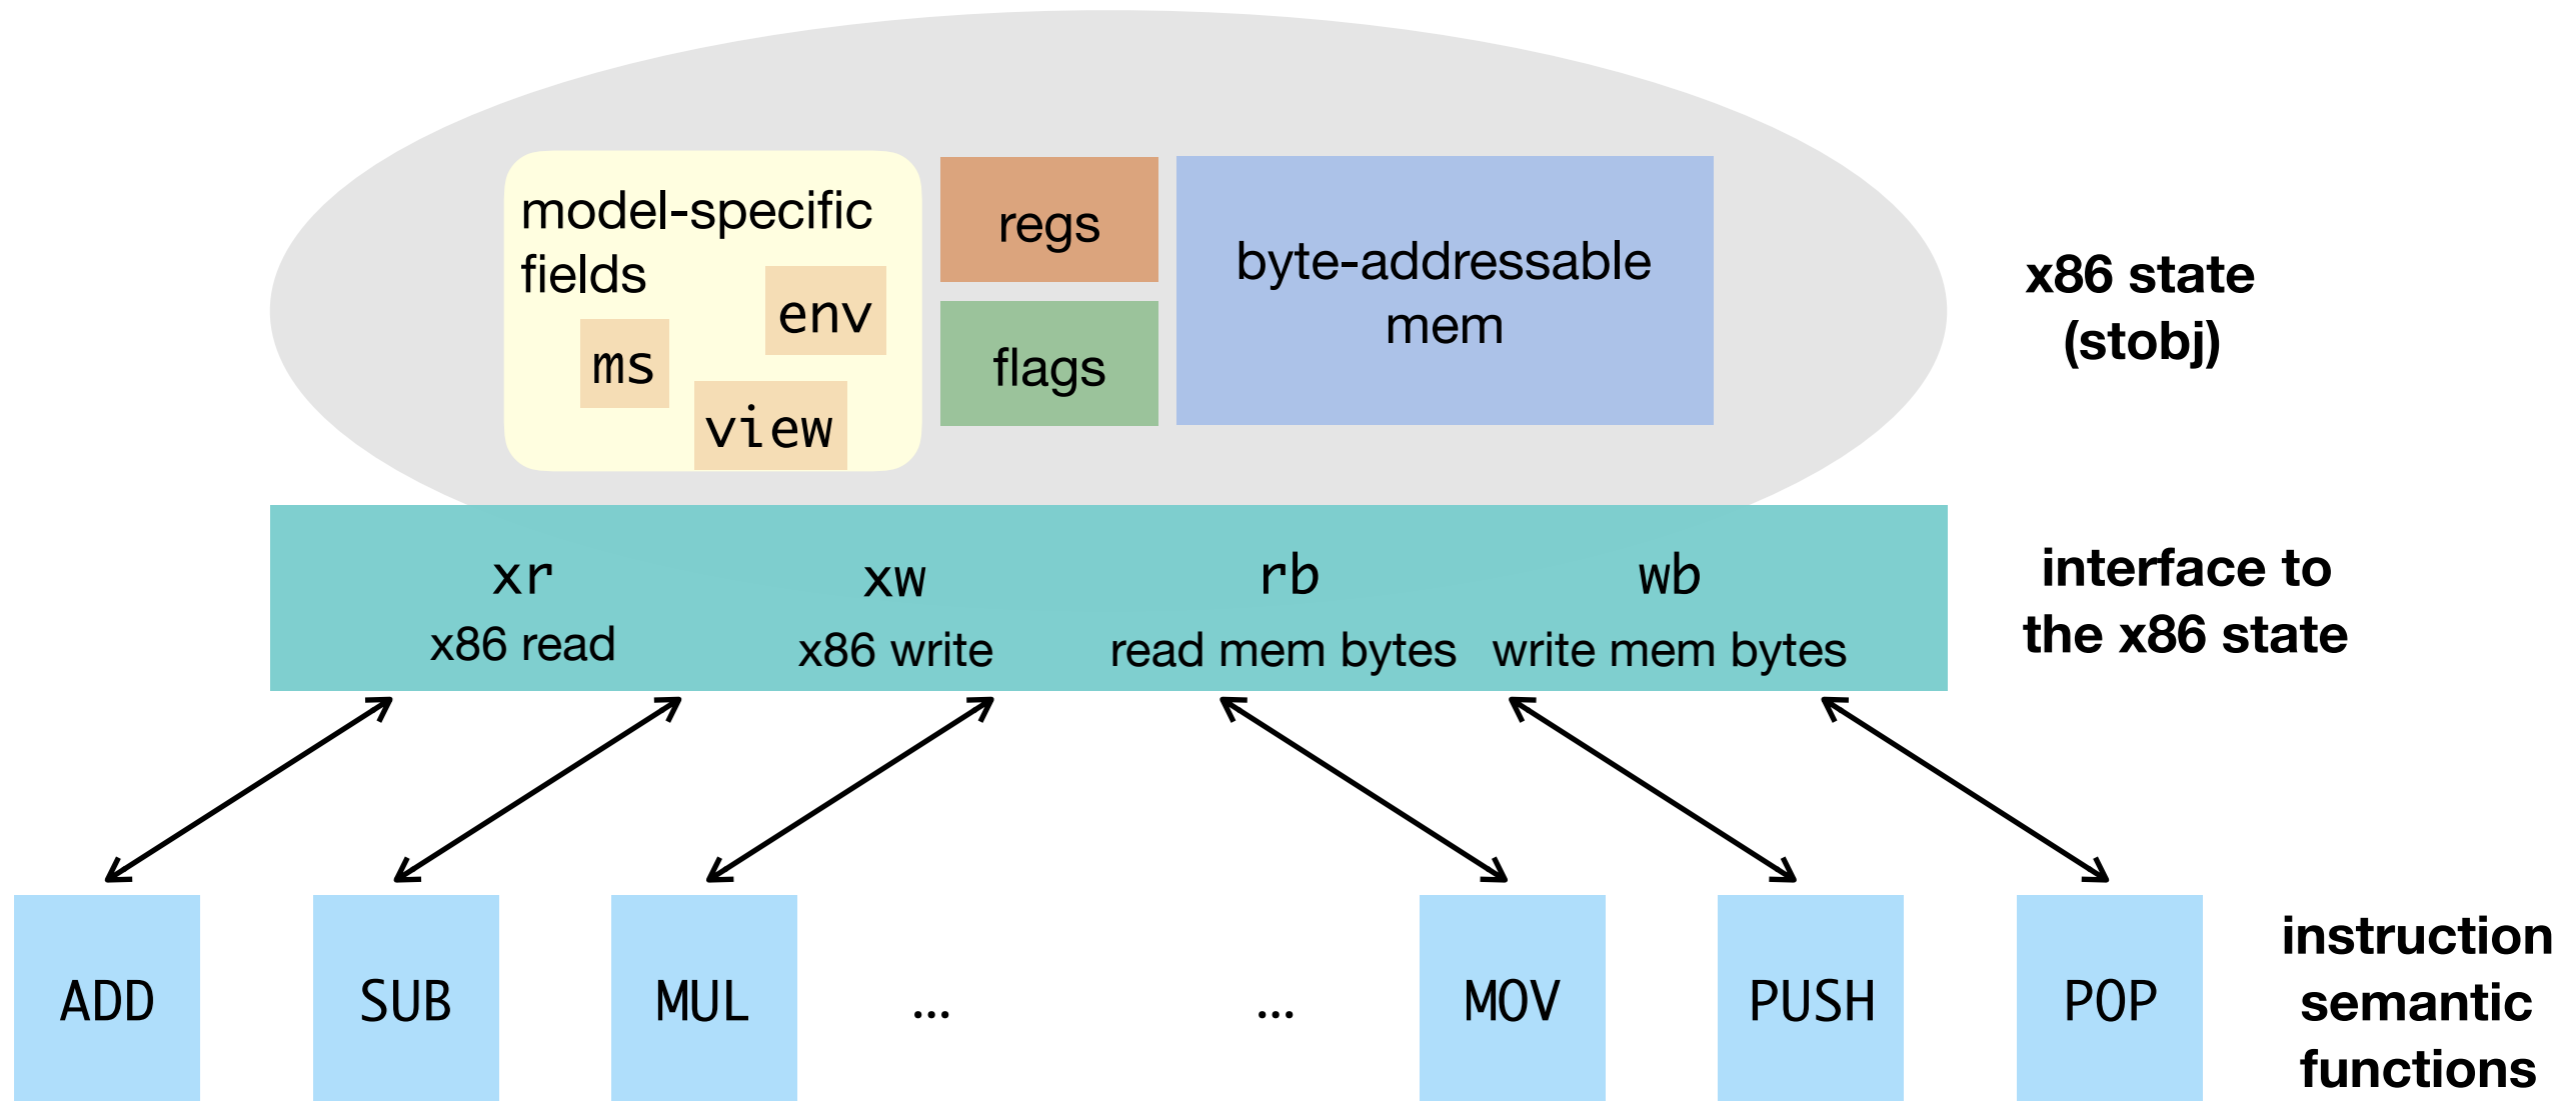 model-specific
fields
env
ms
view
regs
flags
byte-addressable
mem
x86 state
(stobj)
xr
x86 read
xw
x86 write
rb
read mem bytes
wb
write mem bytes
interface to
the x86 state
ADD
SUB
MUL
...
...
MOV
PUSH
POP
instruction
semantic
functions